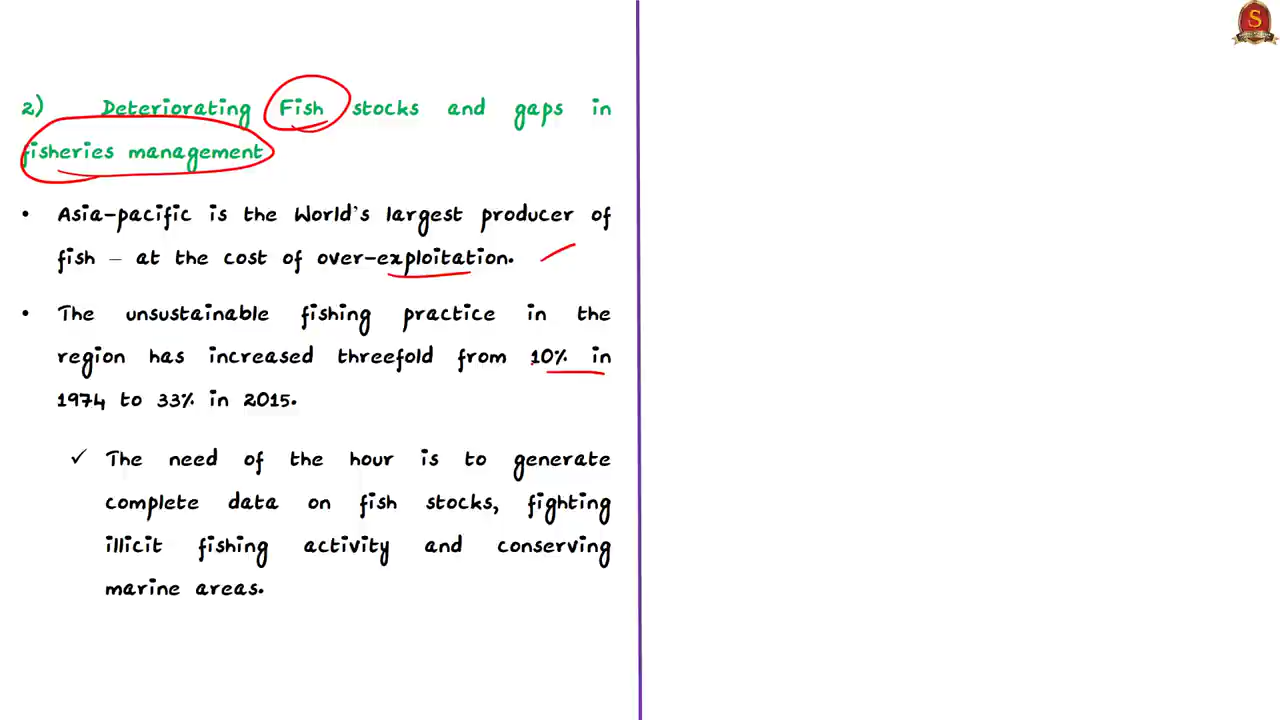 2) Deteriorating Fish stocks and gaps in
fisheries management
• Asia-pacific is the World's largest producer of
fish – at the cost of over-exploitation.
• The unsustainable fishing practice in the
region has increased threefold from 10% in
1974 to 33% in 2015.
✓ The need of the hour is to generate
complete data on fish stocks, fighting
illicit fishing activity and conserving
marine areas.
S